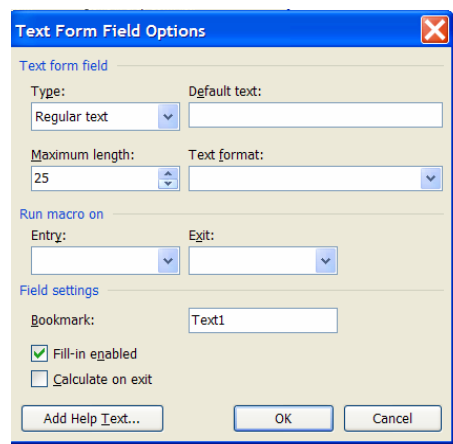 Text Form Field Options
Text form field
Type: Default text:
Regular text
Maximum length: Text format:
25
Run macro on
Entry: Exit:
Field settings
Bookmark: Text1
Fill-in enabled
Calculate on exit
Add Help Text... OK Cancel